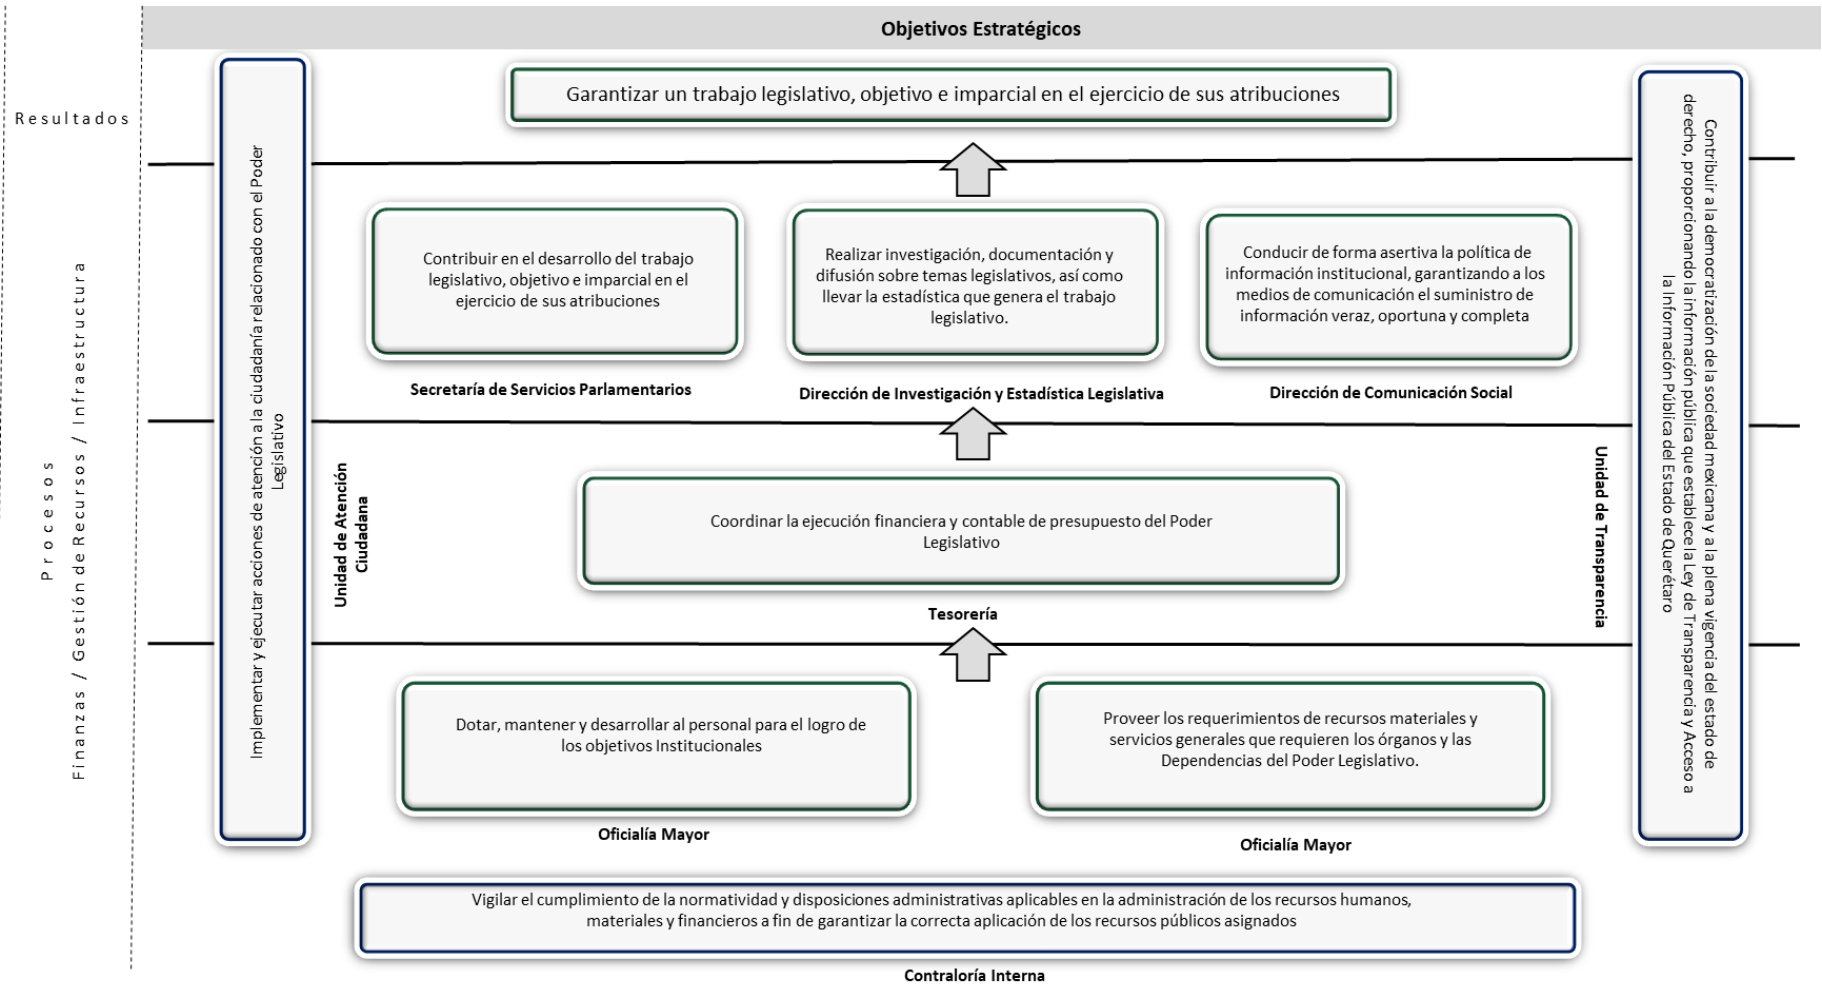 Objetivos Estratégicos
Resultados
Garantizar un trabajo legislativo, objetivo e imparcial en el ejercicio de sus atribuciones
Implementar y ejecutar acciones de atención a la ciudadanía relacionado con el Poder
Legislativo
Unidad de Atención
Ciudadana
Contribuir en el desarrollo del trabajo
legislativo, objetivo e imparcial en el
ejercicio de sus atribuciones
Secretaría de Servicios Parlamentarios
Realizar investigación, documentación y
difusión sobre temas legislativos, así como
llevar la estadística que genera el trabajo
legislativo.
Dirección de Investigación y Estadística Legislativa
Conducir de forma asertiva la política de
información institucional, garantizando a los
medios de comunicación el suministro de
información veraz, oportuna y completa
Dirección de Comunicación Social
Contribuir a la democratización de la sociedad mexicana y a la plena vigencia del estado de
derecho, proporcionando la información pública que establece la Ley de Transparencia y Acceso a
la Información Pública del Estado de Querétaro
Unidad de Transparencia
Procesos
Finanzas / Gestión de Recursos / Infraestructura
Coordinar la ejecución financiera y contable de presupuesto del Poder
Legislativo
Tesorería
Dotar, mantener y desarrollar al personal para el logro de
los objetivos Institucionales
Oficialía Mayor
Proveer los requerimientos de recursos materiales y
servicios generales que requieren los órganos y las
Dependencias del Poder Legislativo.
Oficialía Mayor
Vigilar el cumplimiento de la normatividad y disposiciones administrativas aplicables en la administración de los recursos humanos,
materiales y financieros a fin de garantizar la correcta aplicación de los recursos públicos asignados
Contraloría Interna